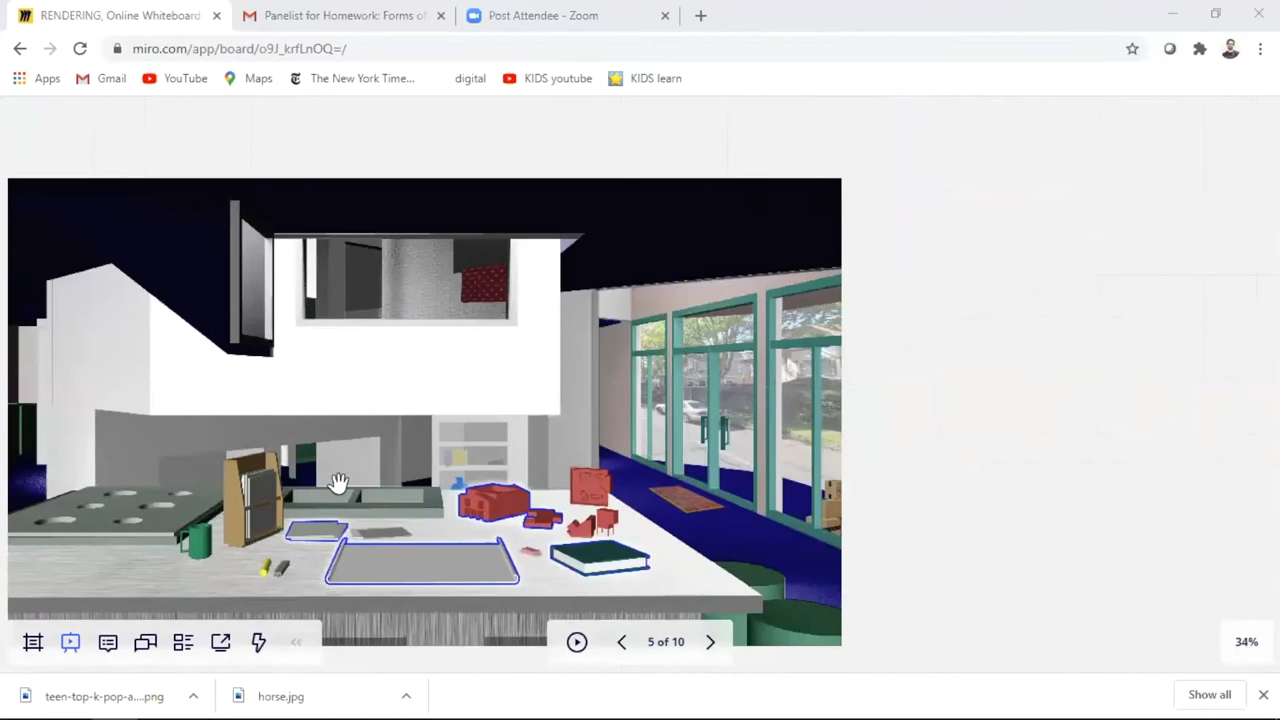 RENDERING, Online Whiteboard
Panelist for Homework: Forms of
Post Attendee - Zoom
miro.com/app/board/o9J_krfLnOQ=/
Apps
Gmail
YouTube
Maps
The New York Time...
digital
KIDS youtube
KIDS learn
5 of 10
34%
teen-top-k-pop-a....png
horse.jpg
Show all